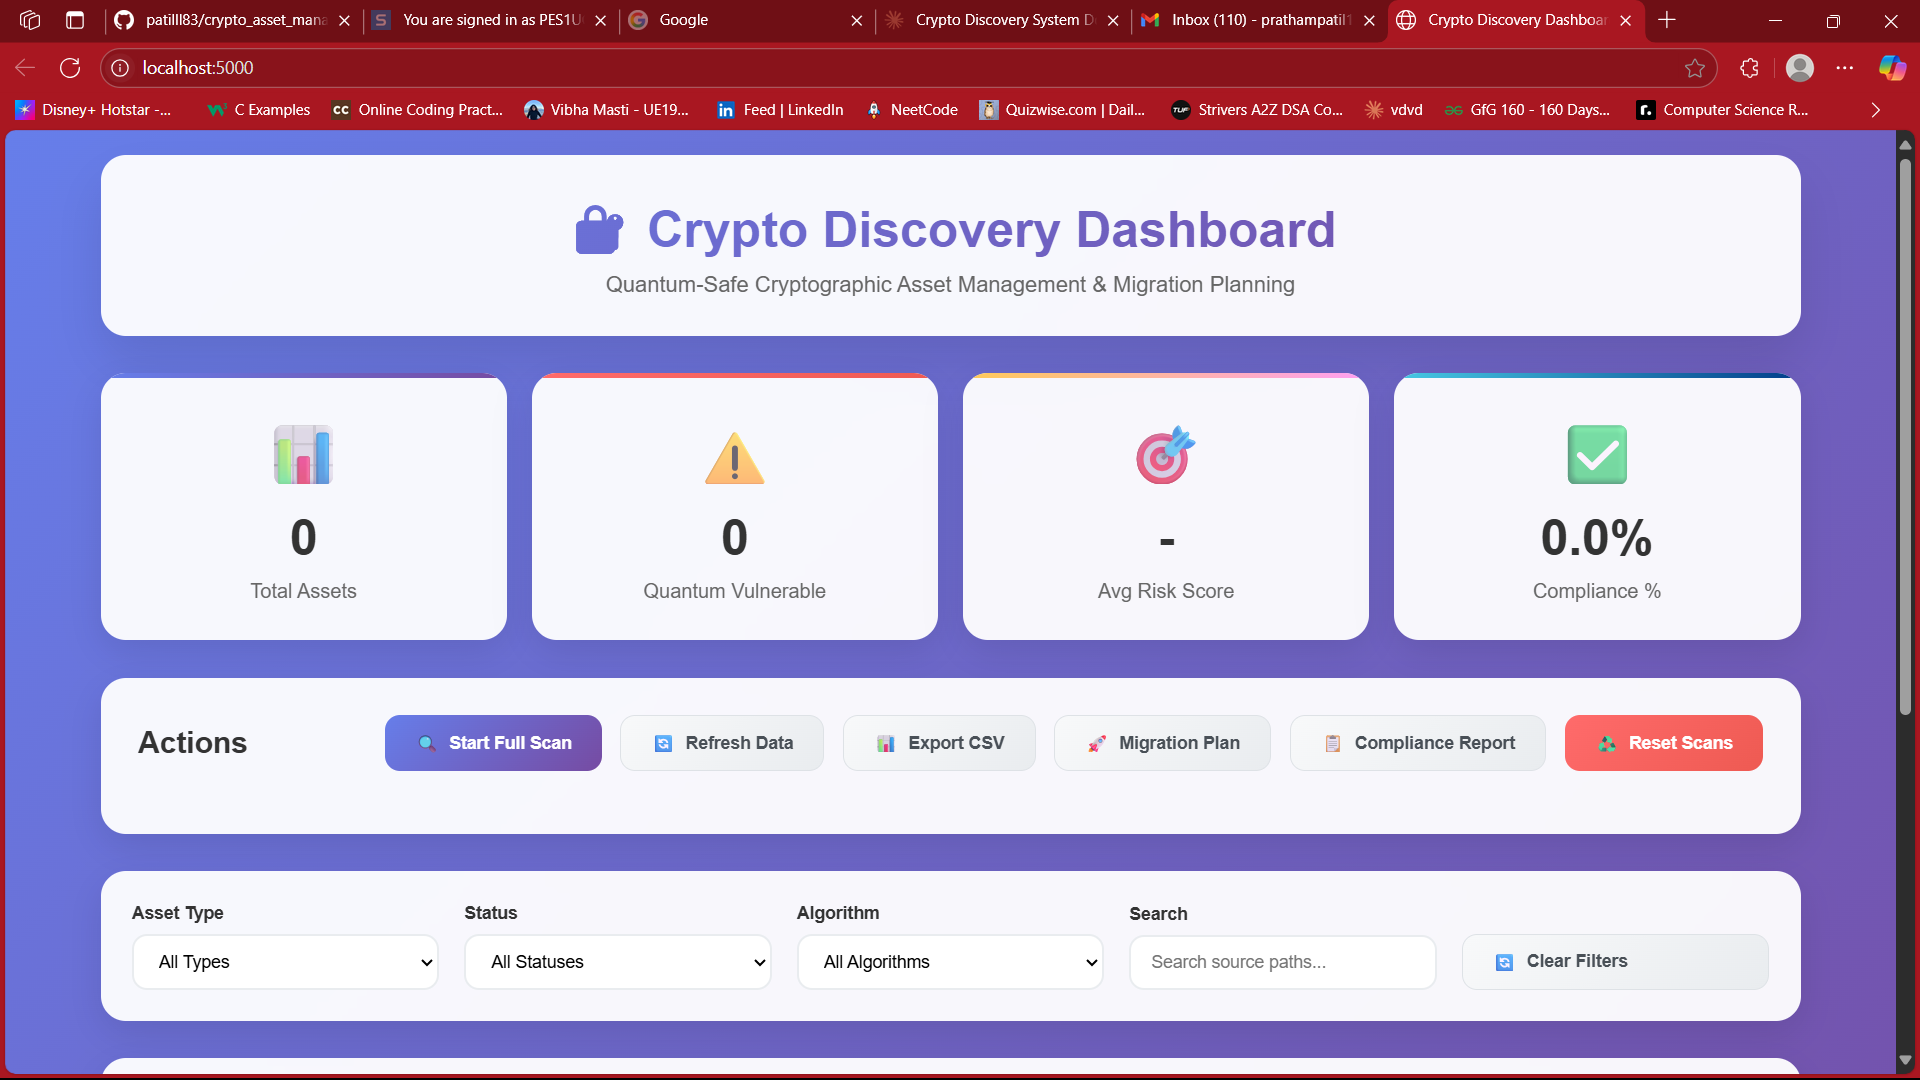 patilll83/crypto_asset_mana
You are signed in as PES1U
Google
Crypto Discovery System D
Inbox (110) - prathampatil1
Crypto Discovery Dashboar
localhost:5000
Disney+ Hotstar -...
C Examples
CC
Online Coding Pract...
Vibha Masti - UE19...
in
Feed | LinkedIn
NeetCode
Quizwise.com | Dail...
TUF
Strivers A2Z DSA Co...
vdvd
GfG 160 - 160 Days...
r.
Computer Science R...
Crypto Discovery Dashboard
Quantum-Safe Cryptographic Asset Management & Migration Planning
0
Total Assets
0
Quantum Vulnerable
-
Avg Risk Score
0.0%
Compliance %
Actions
Start Full Scan
Refresh Data
Export CSV
Migration Plan
Compliance Report
Reset Scans
Asset Type
All Types
Status
All Statuses
Algorithm
All Algorithms
Search
Search source paths...
Clear Filters